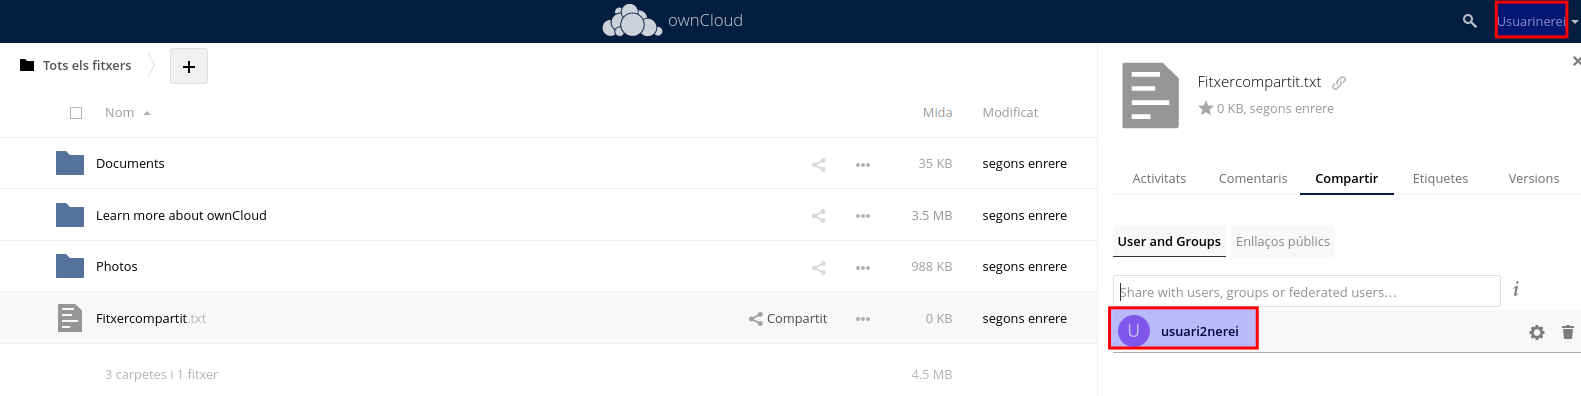 ownCloud
Usuarinerei
Tots els fitxers
+
Nom Mida Modificat
Documents 35 KB segons enrere
Learn more about ownCloud 3.5 MB segons enrere
Photos 988 KB segons enrere
Fitxercompartit.txt Compartit 0 KB segons enrere
3 carpetes i 1 fitxer 4.5 MB
Fitxercompartit.txt
0 KB, segons enrere
Activitats Comentaris Compartir Etiquetes Versions
User and Groups Enllaços públics
Share with users, groups or federated users… i
U usuari2nerei